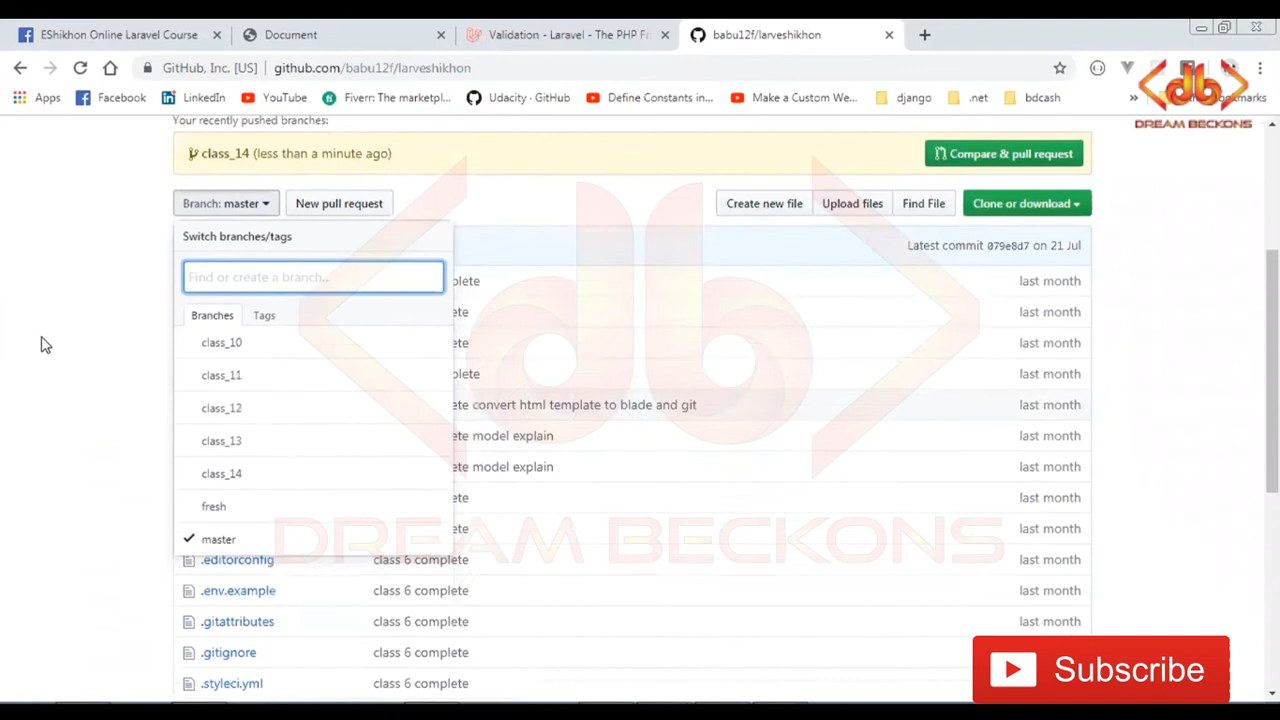 EShikhon Online Laravel Course
Document
Validation - Laravel - The PHP Fr
babu12f/larveshikhon
GitHub, Inc. [US] github.com/babu12f/larveshikhon
Apps Facebook LinkedIn YouTube Fiverr: The marketpl... Udacity · GitHub Define Constants in... Make a Custom We... django .net bdcash » Bookmarks
db
DREAM BECKONS
Your recently pushed branches:
class_14 (less than a minute ago) Compare & pull request
Branch: master New pull request Create new file Upload files Find File Clone or download
Switch branches/tags
Latest commit 079e8d7 on 21 Jul
Find or create a branch...
plete last month
Branches Tags
ete last month
class_10
ete last month
class_11
plete last month
class_12
ete convert html template to blade and git last month
class_13
ete model explain last month
class_14
ete model explain last month
fresh
ete last month
master
ete last month
db
DREAM BECKONS
.editorconfig class 6 complete last month
.env.example class 6 complete last month
.gitattributes class 6 complete last month
.gitignore class 6 complete
.styleci.yml class 6 complete
Subscribe